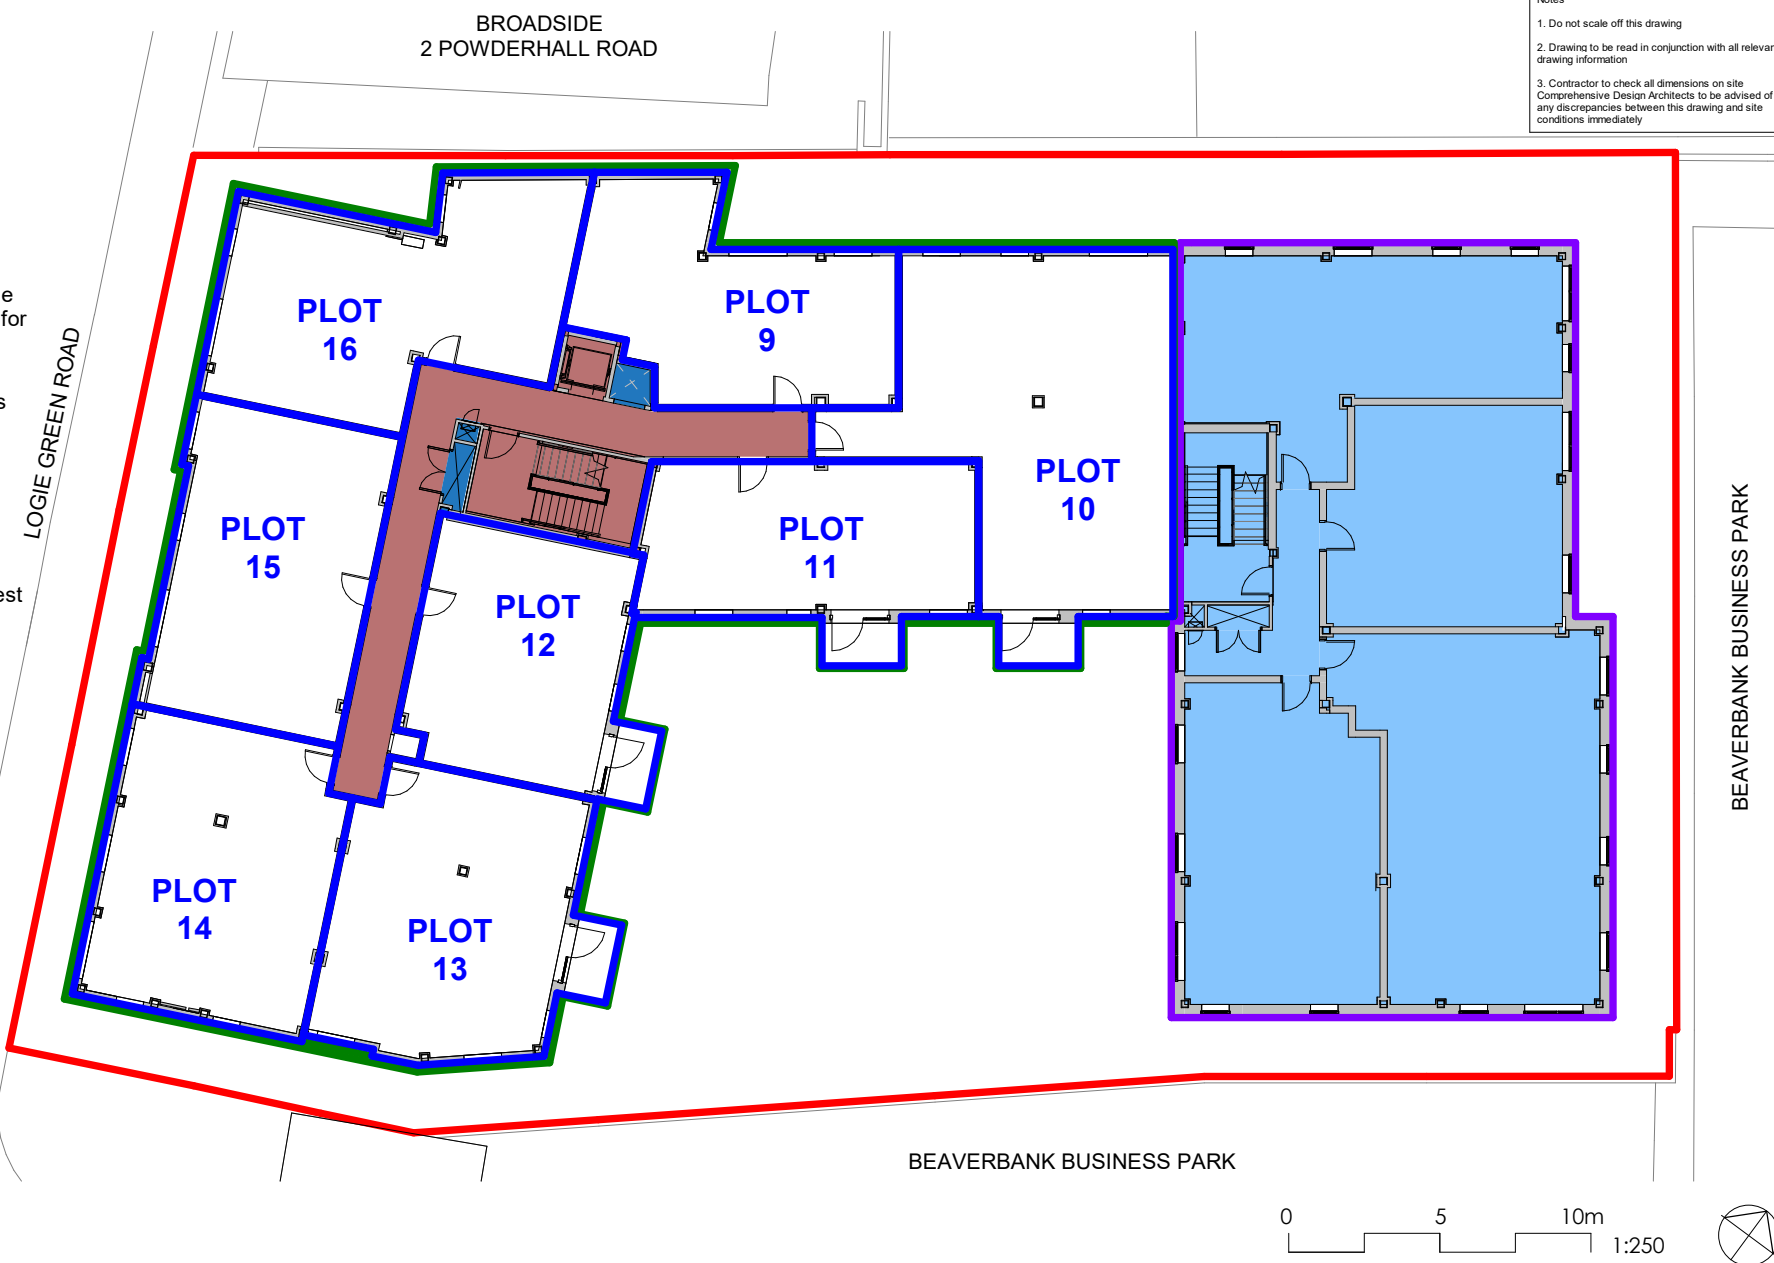 BROADSIDE
2 POWDERHALL ROAD
Notes
1. Do not scale off this drawing
2. Drawing to be read in conjunction with all relevan
drawing information
3. Contractor to check all dimensions on site
Comprehensive Design Architects to be advised of
any discrepancies between this drawing and site
conditions immediately
e
for
s
est
LOGIE GREEN ROAD
PLOT
16
PLOT
9
PLOT
15
PLOT
12
PLOT
11
PLOT
10
PLOT
14
PLOT
13
BEAVERBANK BUSINESS PARK
BEAVERBANK BUSINESS PARK
0 5 10m
1:250